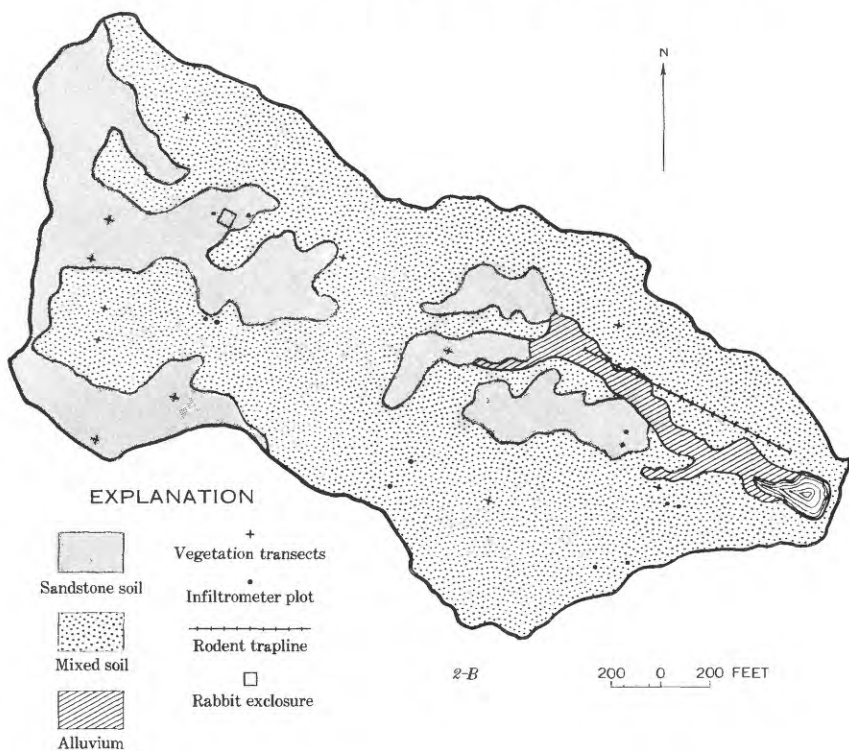 N
EXPLANATION
Sandstone soil
Mixed soil
Alluvium
Vegetation transects
Infiltrometer plot
Rodent trapline
Rabbit exclosure
2-B
200 0 200 FEET